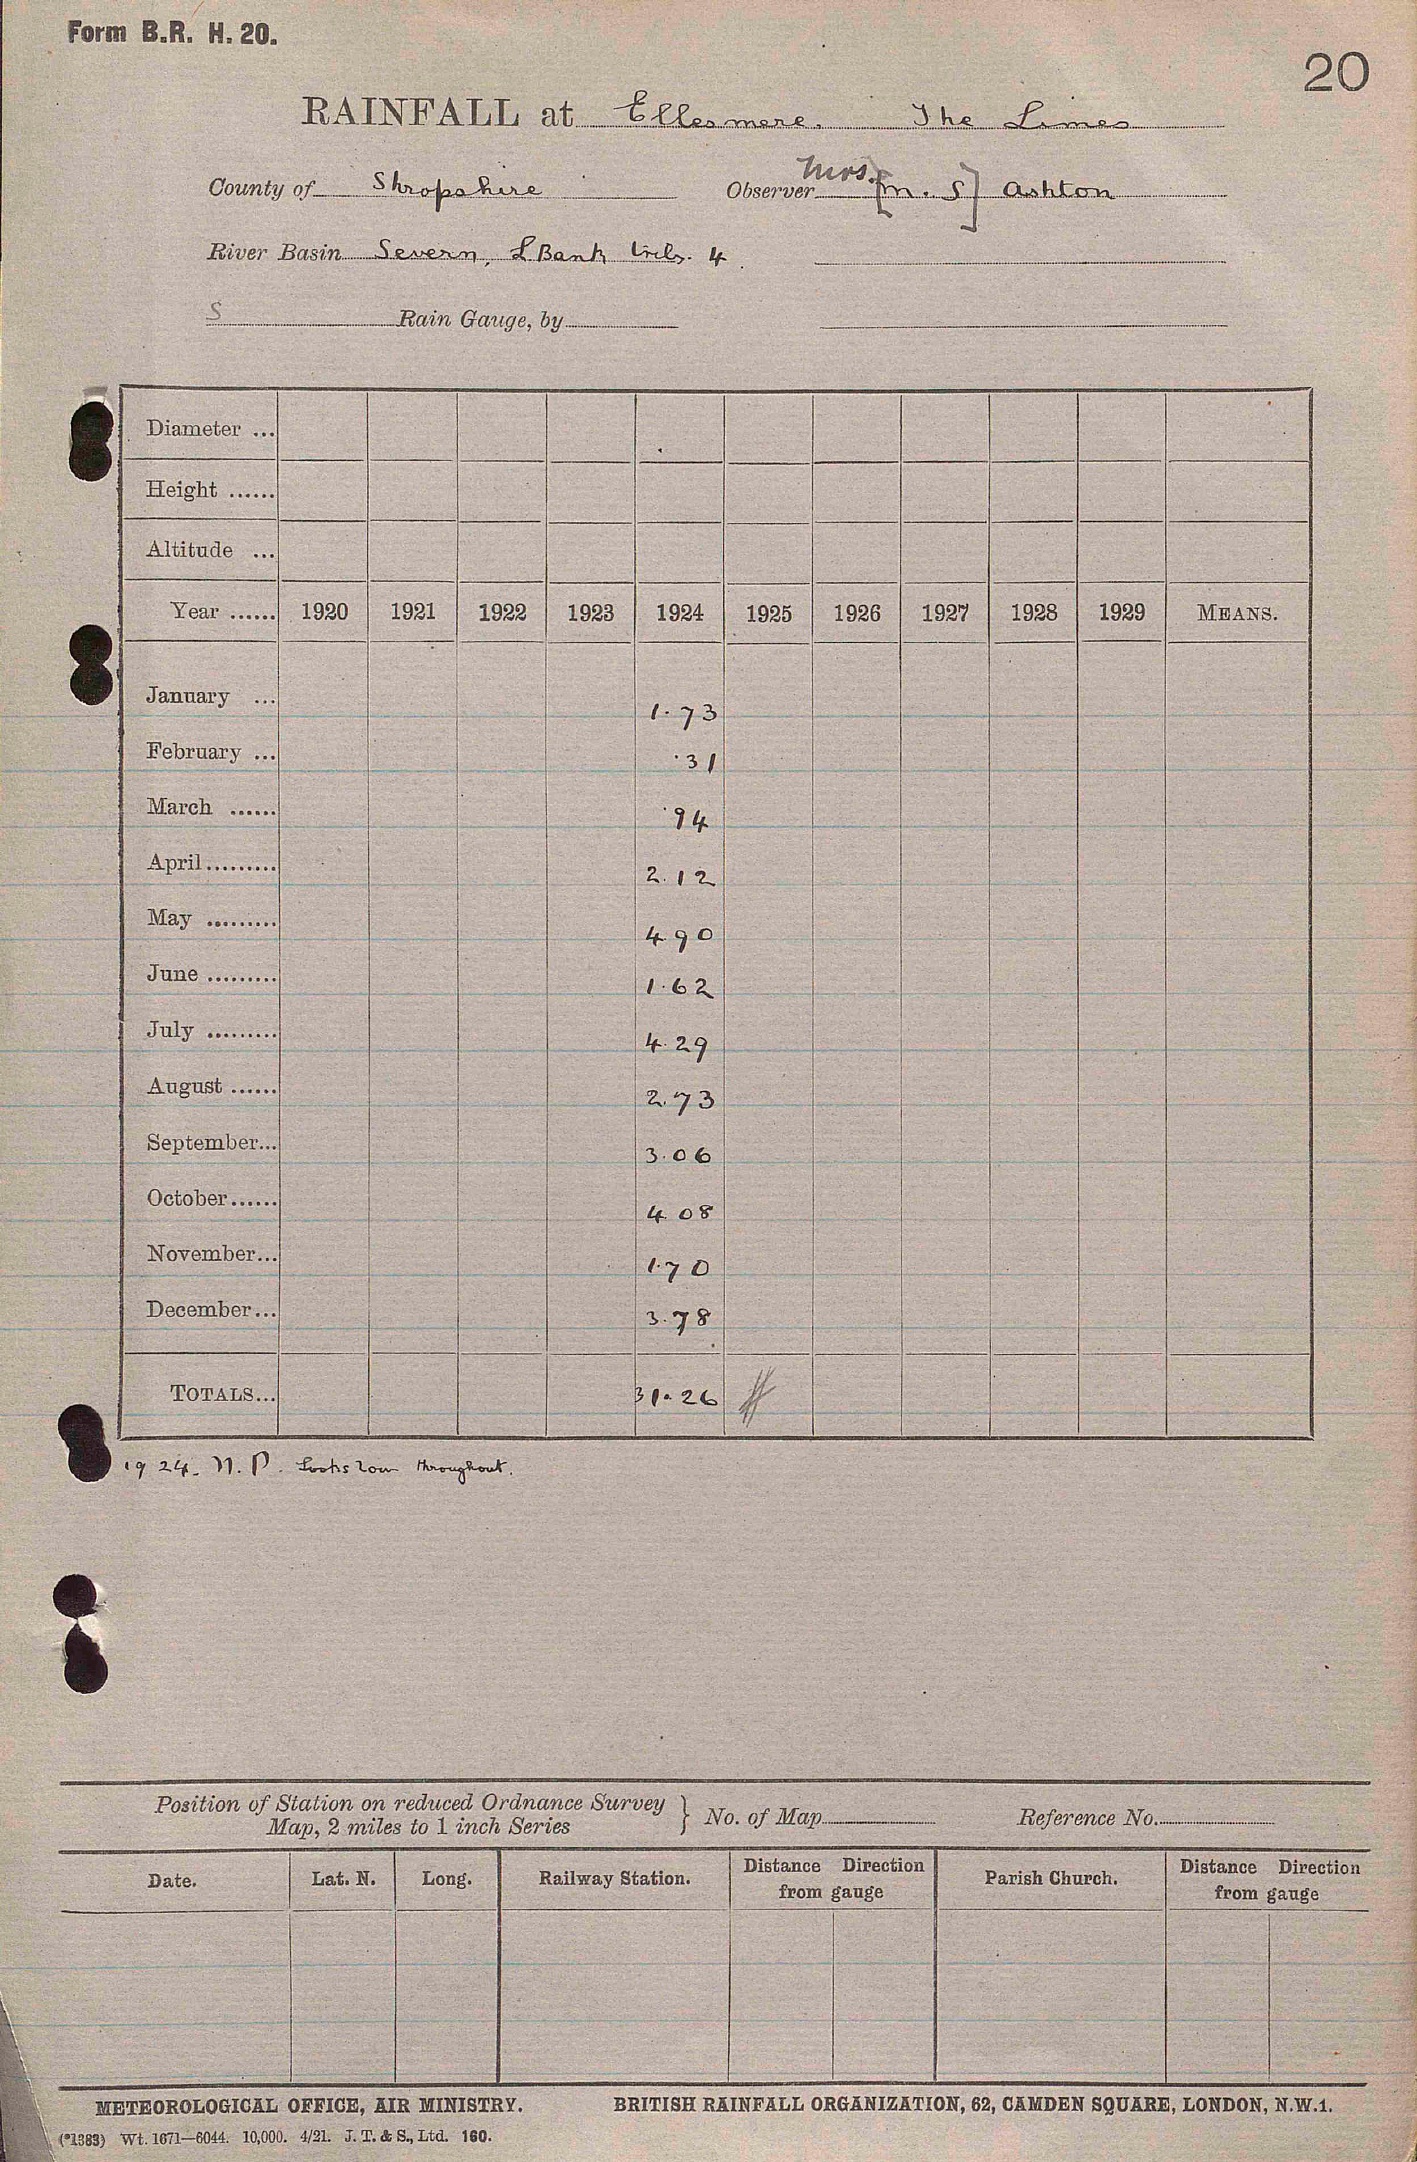 Form B.R. H. 20.
20
RAINFALL at Ellesmere. The Limes
County of Shropshire Observer Mrs. [M. S] Ashton
River Basin Severn, L Bank 4
S Rain Gauge, by
Diameter ...
Height ......
Altitude ...
Year ...... 1920 1921 1922 1923 1924 1925 1926 1927 1928 1929 MEANS.
January ... 1.73
February ... .31
March ...... .94
April ......... 2.12
May ......... 4.90
June ......... 1.62
July ......... 4.29
August ...... 2.73
September... 3.06
October ...... 4.08
November... 1.70
December... 3.78
TOTALS... 31.26
1924. N.P. Looks low throughout.
Position of Station on reduced Ordnance Survey
Map, 2 miles to 1 inch Series } No. of Map Reference No.
Date. Lat. N. Long. Railway Station. Distance Direction from gauge Parish Church. Distance Direction from gauge
METEOROLOGICAL OFFICE, AIR MINISTRY. BRITISH RAINFALL ORGANIZATION, 62, CAMDEN SQUARE, LONDON, N.W.1.
(*1383) Wt. 1671—6044. 10,000. 4/21. J. T. & S., Ltd. 160.